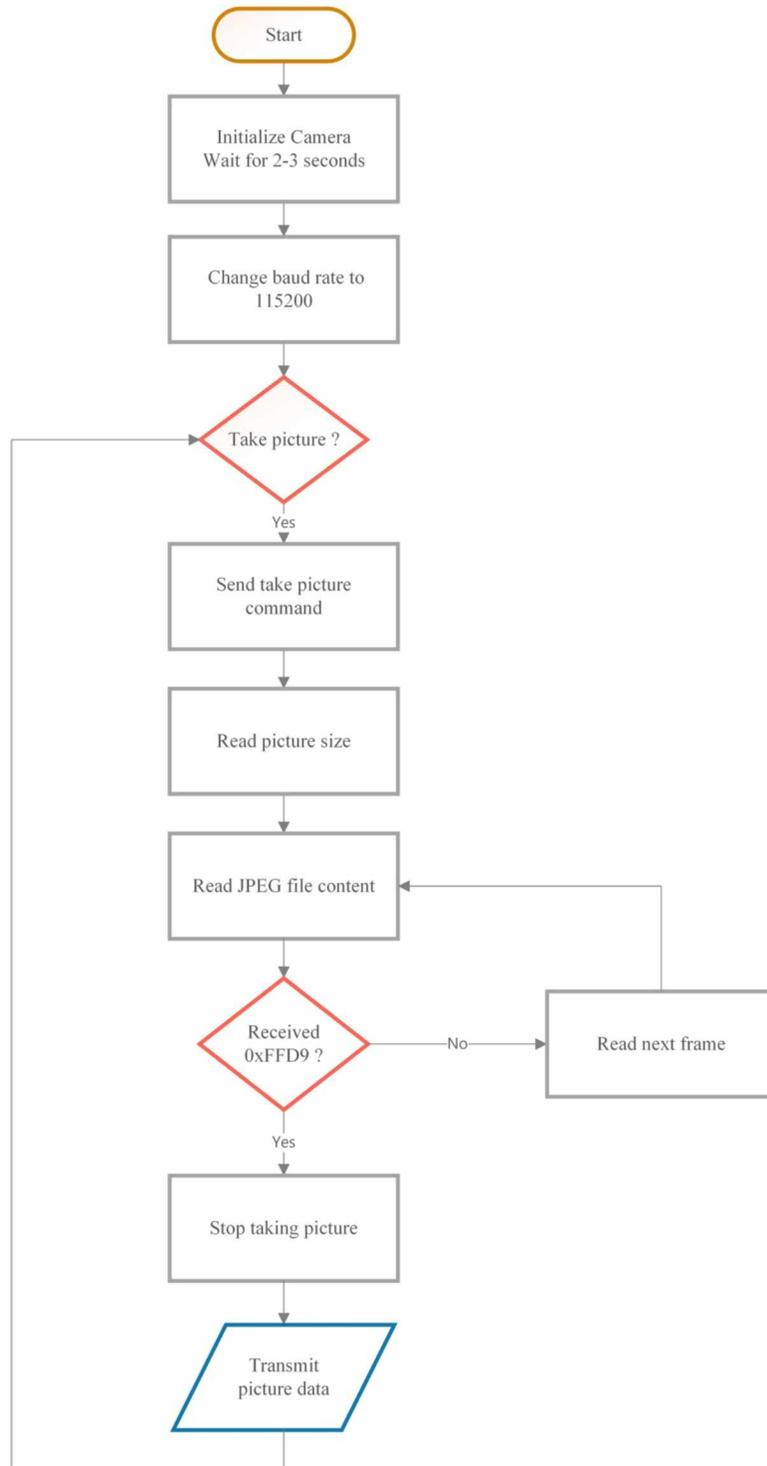 Start
Initialize Camera
Wait for 2-3 seconds
Change baud rate to
115200
Take picture ?
Yes
Send take picture
command
Read picture size
Read JPEG file content
Received
0xFFD9 ?
No
Read next frame
Yes
Stop taking picture
Transmit
picture data